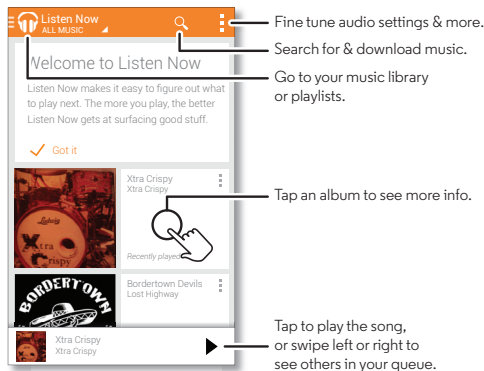 Listen Now
ALL MUSIC
Fine tune audio settings & more.
Search for & download music.
Go to your music library
or playlists.
Welcome to Listen Now
Listen Now makes it easy to figure out what
to play next. The more you play, the better
Listen Now gets at surfacing good stuff.
Got it
Xtra Crispy
Xtra Crispy
Recently played
Ludwig
Xtra
Crispy
Tap an album to see more info.
Bordertown Devils
Lost Highway
BORDERTOWN
Xtra Crispy
Xtra Crispy
Tap to play the song,
or swipe left or right to
see others in your queue.